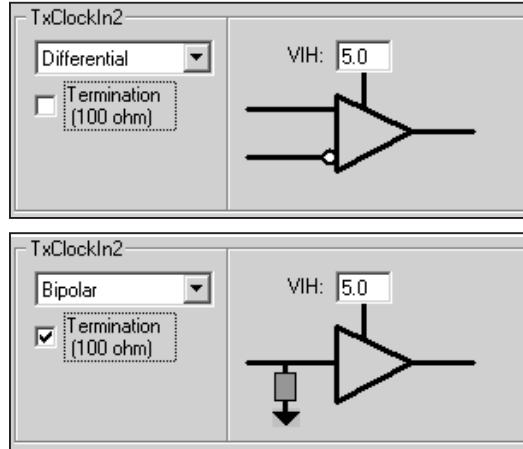 TxClockIn2
Differential
VIH: 5.0
Termination
(100 ohm)
TxClockIn2
Bipolar
VIH: 5.0
Termination
(100 ohm)